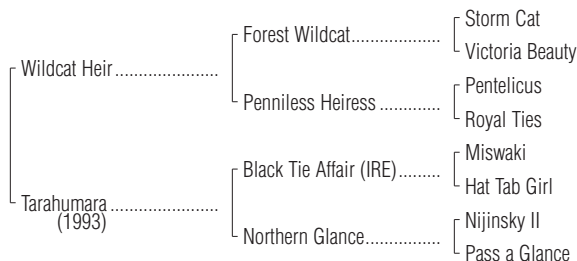 Storm Cat
Forest Wildcat....................
Victoria Beauty
Wildcat Heir.......................
Pentelicus
Penniless Heiress..............
Royal Ties
Miswaki
Black Tie Affair (IRE).........
Hat Tab Girl
Tarahumara........................
(1993)
Nijinsky II
Northern Glance.................
Pass a Glance